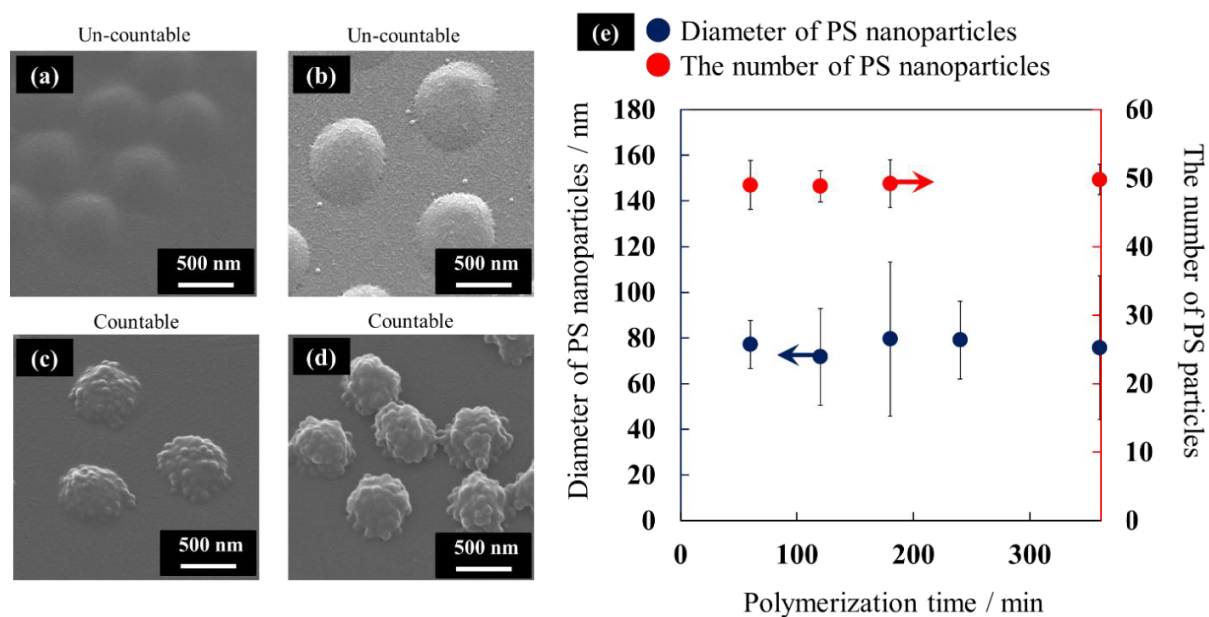 Un-countable
(a)
500 nm
Un-countable
(b)
500 nm
Countable
(c)
500 nm
Countable
(d)
500 nm
(e)
Diameter of PS nanoparticles
The number of PS nanoparticles
Diameter of PS nanoparticles / nm
180
160
140
120
100
80
60
40
20
0
60
50
40
30
20
10
0
The number of PS particles
0
100
200
300
Polymerization time / min